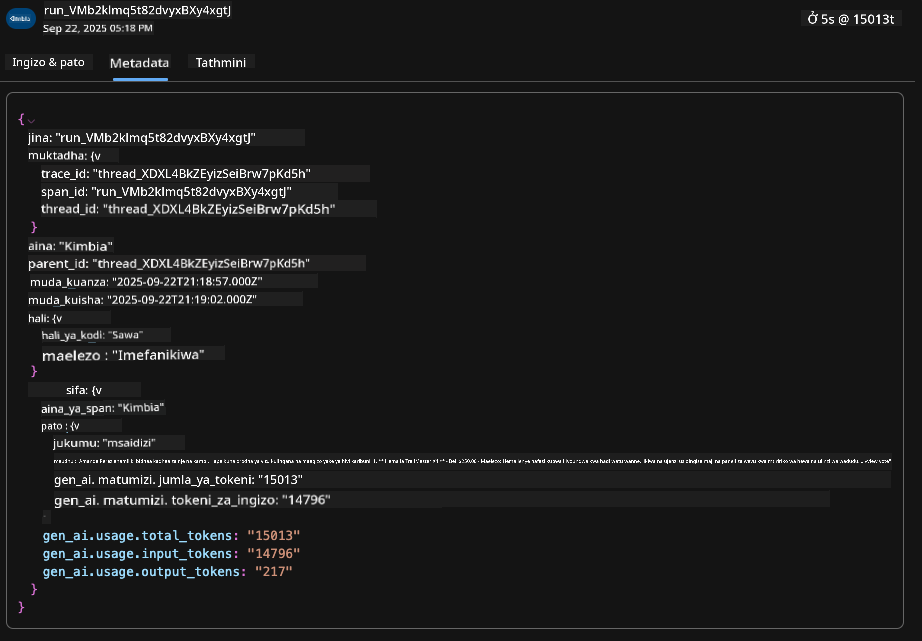 Kimbia
run_VMb2klmq5t82dvyxBXy4xgtJ
Sep 22, 2025 05:18 PM
5s @ 15013t
Ingizo & pato
Metadata
Tathmini
{
jina: "run_VMb2klmq5t82dvyxBXy4xgtJ"
muktadha: {v
trace_id: "thread_XDXL4BkZEyizSeiBrw7pKd5h"
span_id: "run_VMb2klmq5t82dvyxBXy4xgtJ"
thread_id: "thread_XDXL4BkZEyizSeiBrw7pKd5h"
}
aina: "Kimbia"
parent_id: "thread_XDXL4BkZEyizSeiBrw7pKd5h"
muda_kuanza: "2025-09-22T21:18:57.000Z"
muda_kuisha: "2025-09-22T21:19:02.000Z"
hali: {v
hali_ya_kodi: "Sawa"
maelezo : "Imefanikiwa"
}
sifa: {v
aina_ya_span: "Kimbia"
pato : {v
jukumu: "msaidizi"
gen_ai. matumizi. jumla_ya_tokeni: "15013"
gen_ai. matumizi. tokeni_za_ingizo: "14796"
gen_ai.usage.total_tokens: "15013"
gen_ai.usage.input_tokens: "14796"
gen_ai.usage.output_tokens: "217"
}
}